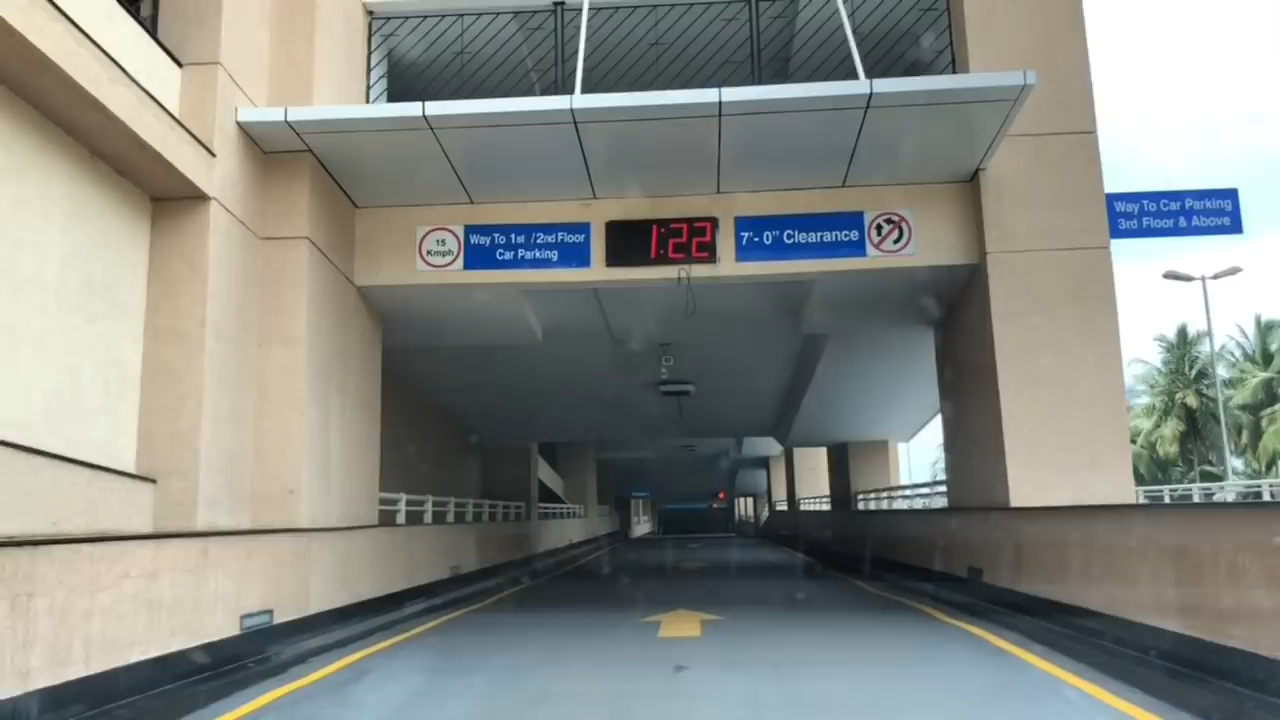 15
Kmph
Way To 1st / 2nd Floor
Car Parking
1:22
7'- 0" Clearance
Way To Car Parking
3rd Floor & Above